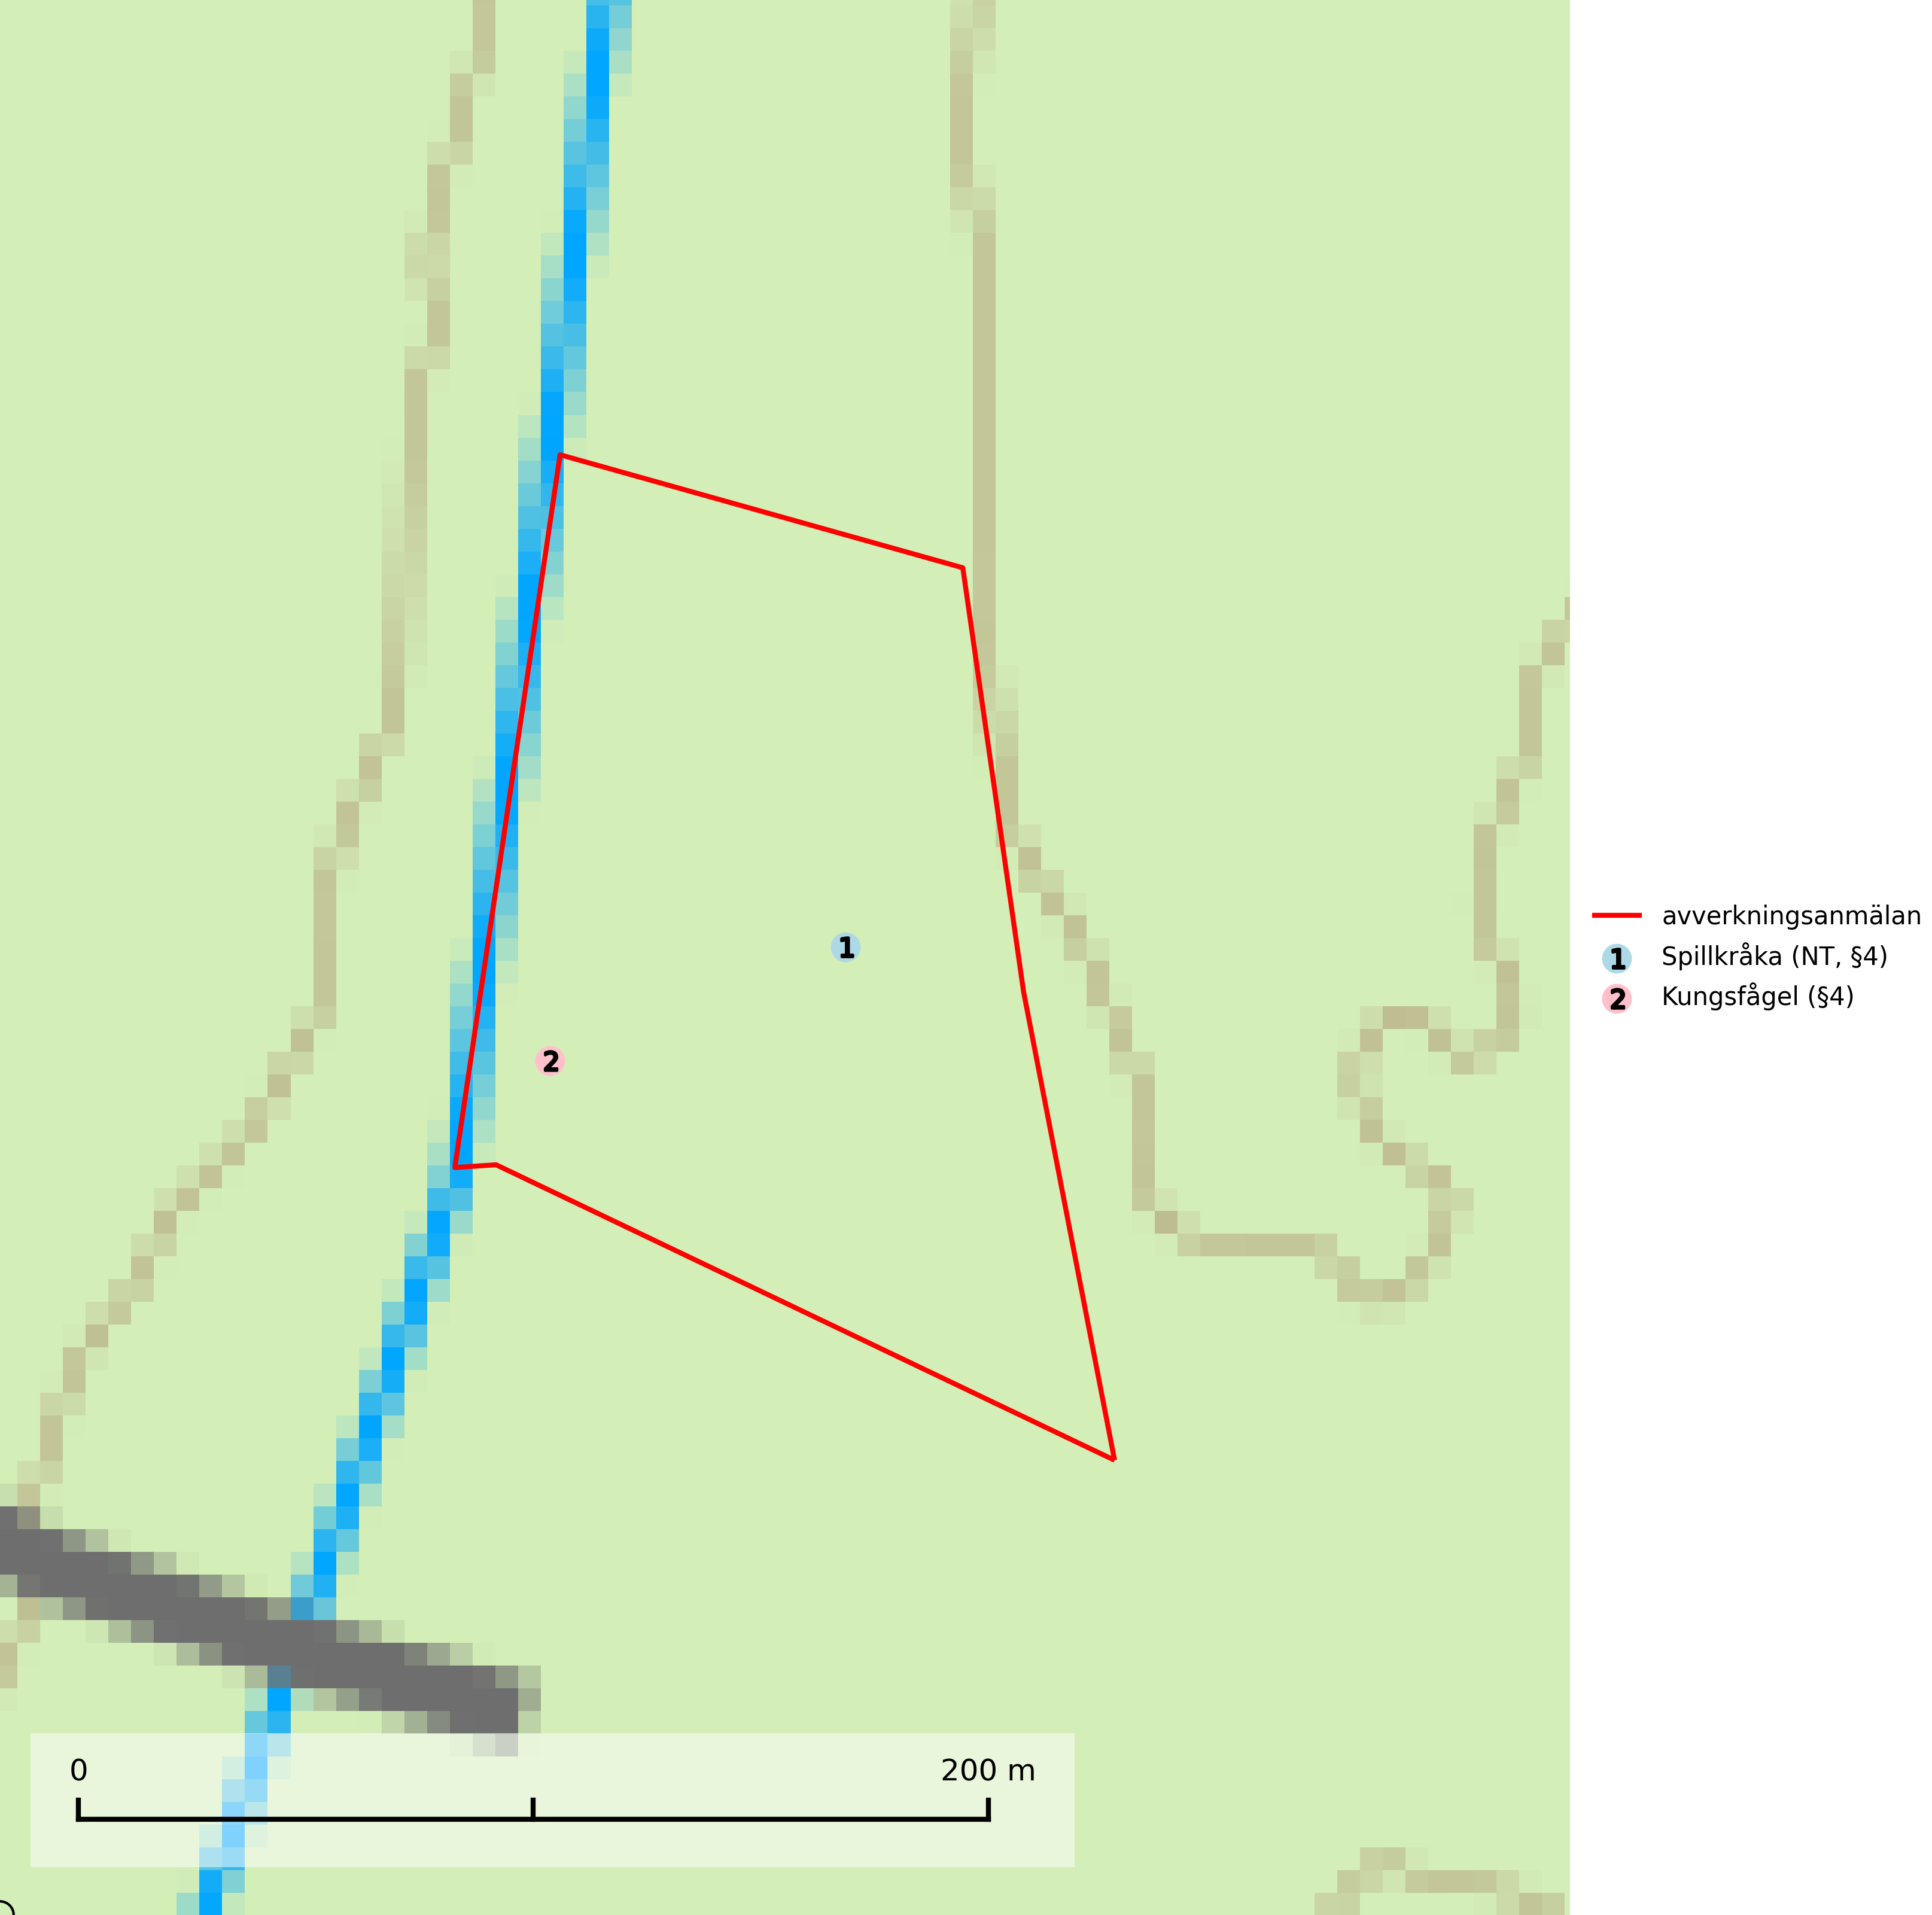 1
2
avverkningsanmälan
1 Spillkråka (NT, §4)
2 Kungsfågel (§4)
0 200 m